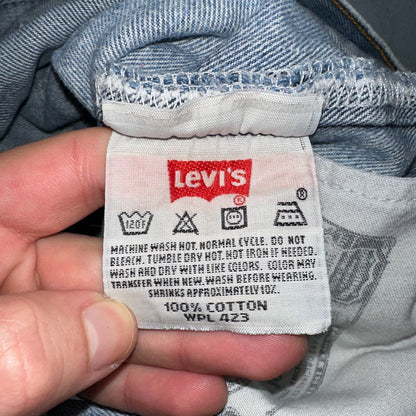 LEVI'S
®
®
120°F
MACHINE WASH HOT. NORMAL CYCLE. DO NOT
BLEACH. TUMBLE DRY HOT. HOT IRON IF NEEDED.
WASH AND DRY WITH LIKE COLORS. COLOR MAY
TRANSFER WHEN NEW. WASH BEFORE WEARING.
SHRINKS APPROXIMATELY 10%.
100% COTTON
WPL 423